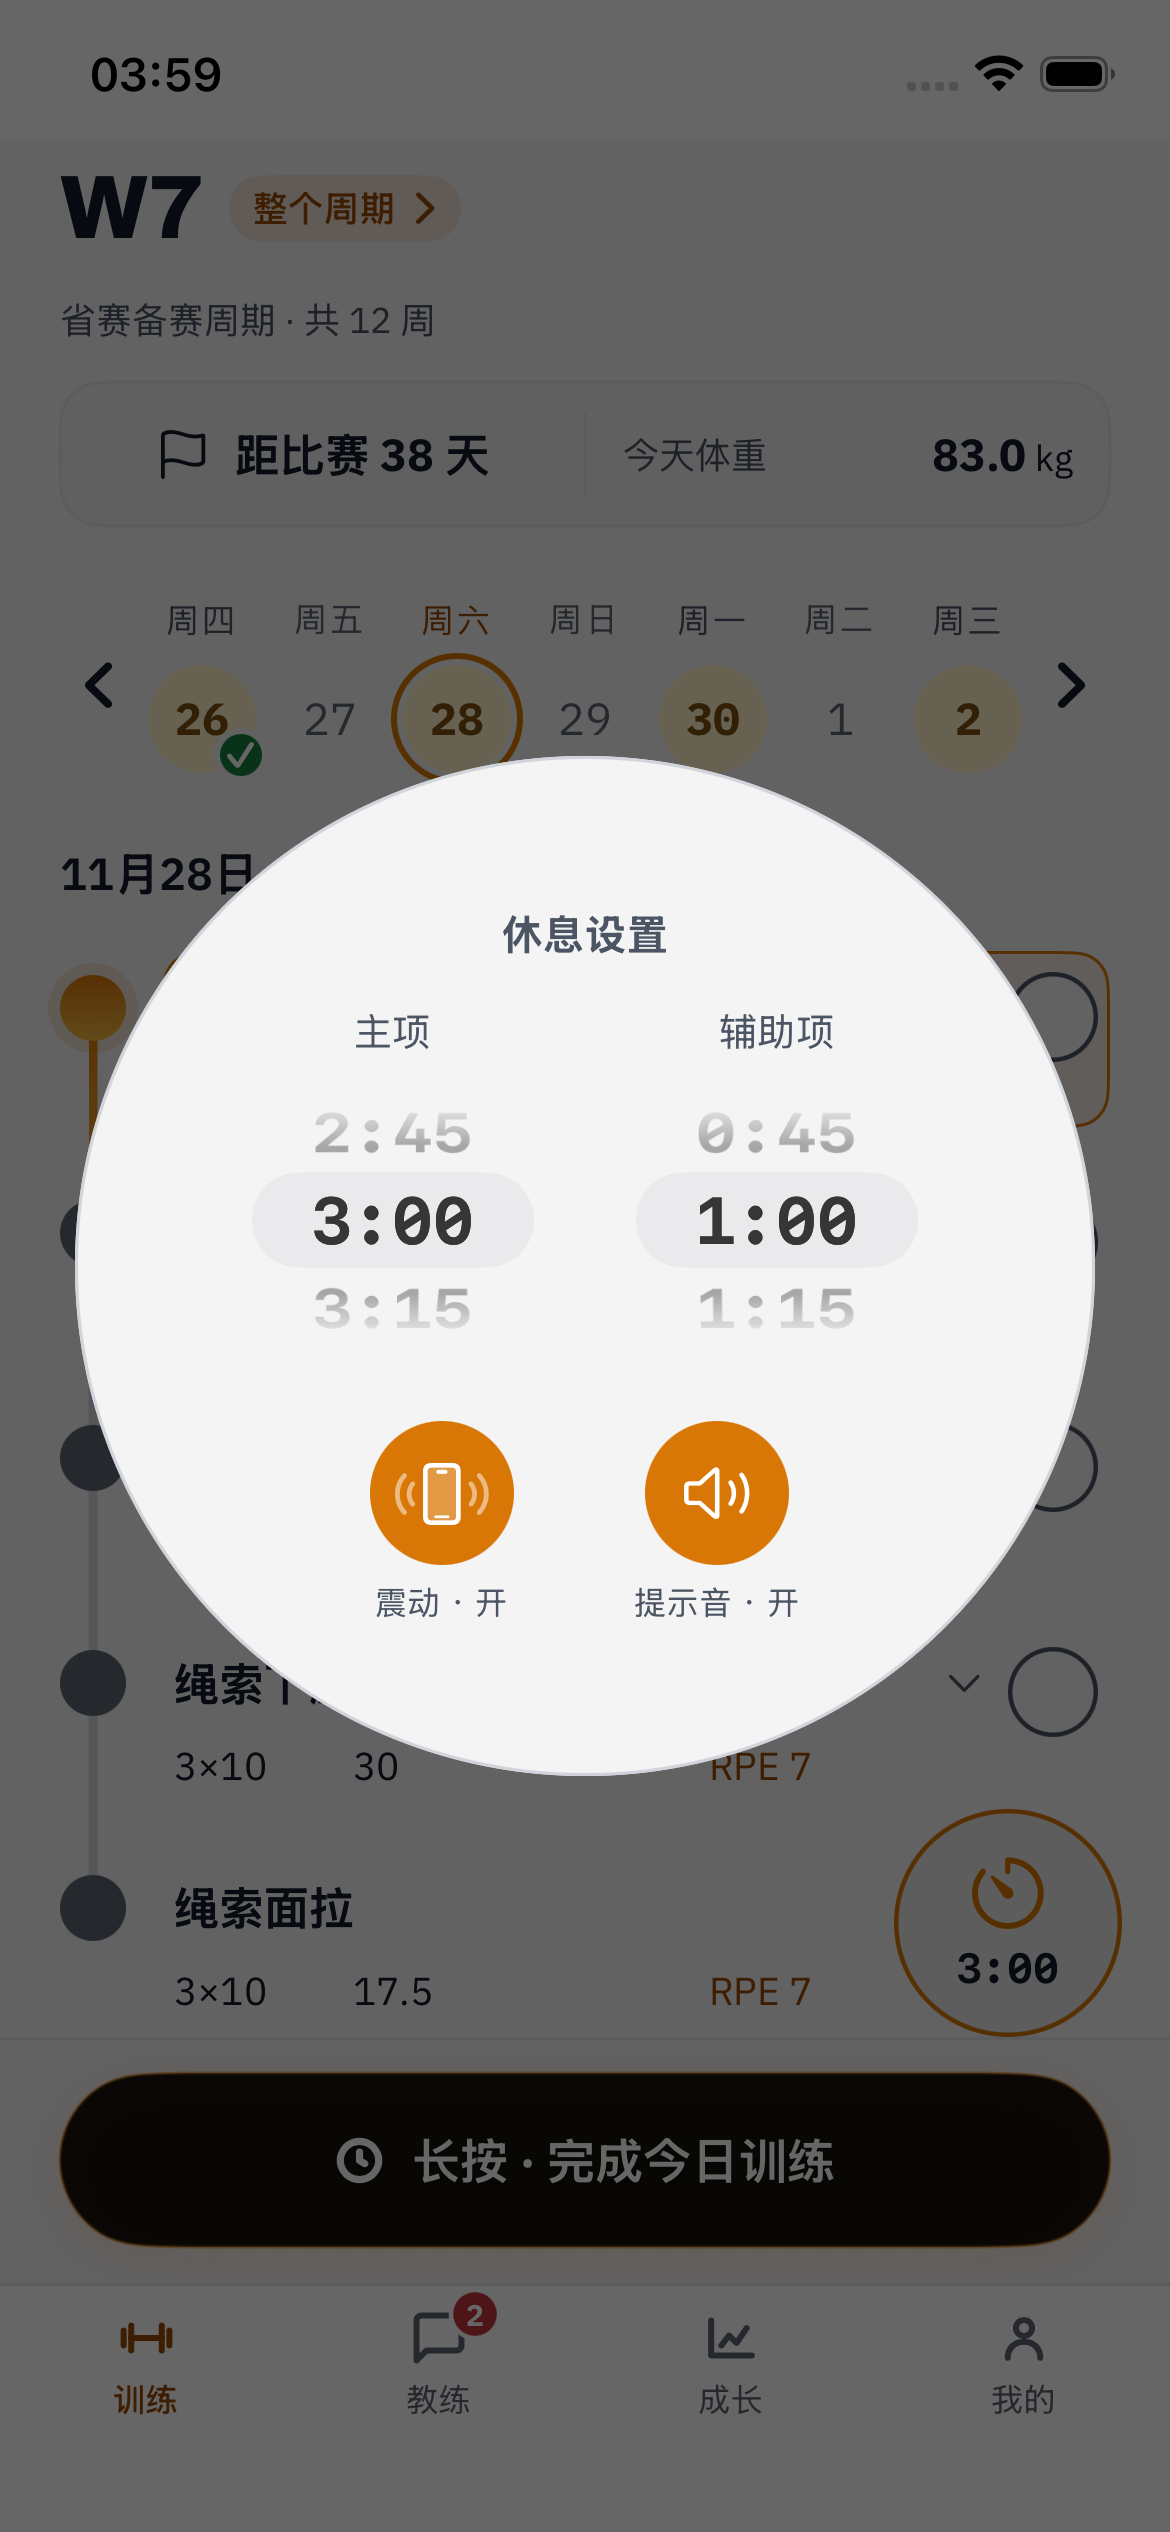 03:59
W7 整个周期
省赛备赛周期 · 共 12 周
距比赛 38 天 今天体重 83.0 kg
周四 周五 周六 周日 周一 周二 周三
26 27 28 29 30 1 2
11月28日
休息设置
主项 辅助项
2:45 0:45
3:00 1:00
3:15 1:15
震动 · 开 提示音 · 开
绳索
3×10 30 RPE 7
绳索面拉
3×10 17.5 RPE 7
3:00
长按 · 完成今日训练
2
训练 教练 成长 我的